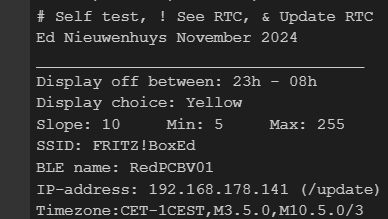 # Self test, ! See RTC, & Update RTC
Ed Nieuwenhuys November 2024
___________________________________
Display off between: 23h - 08h
Display choice: Yellow
Slope: 10     Min: 5     Max: 255
SSID: FRITZ!BoxEd
BLE name: RedPCBV01
IP-address: 192.168.178.141 (/update)
Timezone:CET-1CEST,M3.5.0,M10.5.0/3